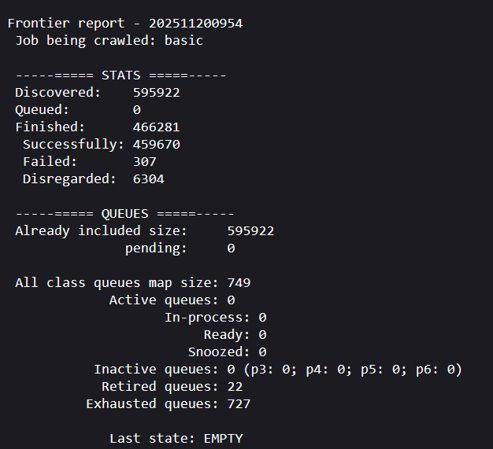 Frontier report - 202511200954
Job being crawled: basic
-----===== STATS =====-----
Discovered: 595922
Queued: 0
Finished: 466281
Successfully: 459670
Failed: 307
Disregarded: 6304
-----===== QUEUES =====-----
Already included size: 595922
pending: 0
All class queues map size: 749
Active queues: 0
In-process: 0
Ready: 0
Snoozed: 0
Inactive queues: 0 (p3: 0; p4: 0; p5: 0; p6: 0)
Retired queues: 22
Exhausted queues: 727
Last state: EMPTY